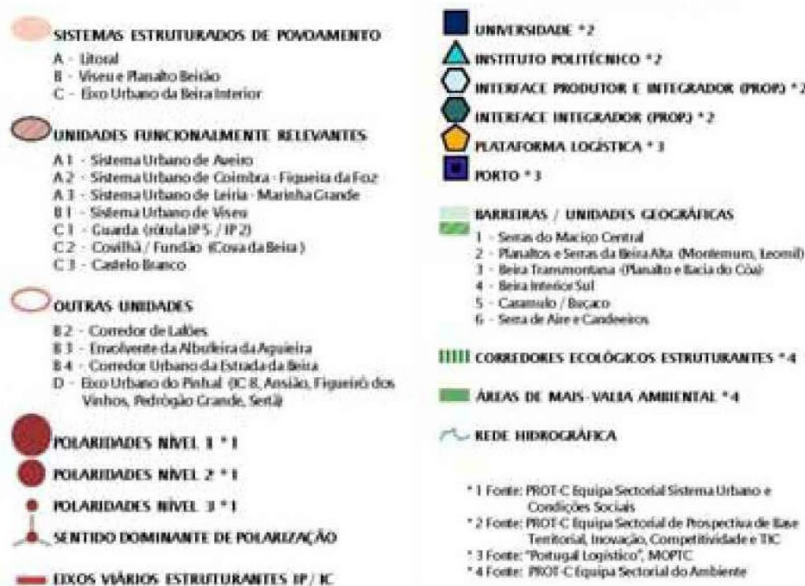 SISTEMAS ESTRUTURADOS DE POVOAMENTO
A - Litoral
B - Viseu e Planalto Beirão
C - Eixo Urbano da Beira Interior
UNIDADES FUNCIONALMENTE RELEVANTES
A 1 - Sistema Urbano de Aveiro
A 2 - Sistema Urbano de Coimbra - Figueira da Foz
A 3 - Sistema Urbano de Leiria - Marinha Grande
B 1 - Sistema Urbano de Viseu
C 1 - Guarda (rótula IP 5 / IP 2)
C 2 - Covilhã / Fundão (Cova da Beira)
C 3 - Castelo Branco
OUTRAS UNIDADES
B 2 - Corredor de Lafões
B 3 - Envolvente da Albufeira da Aguieira
B 4 - Corredor Urbano da Estrada da Beira
D - Eixo Urbano do Pinhal (IC 8, Ansião, Figueiró dos
Vinhos, Pedrógão Grande, Sertã)
POLARIDADES NÍVEL 1 *1
POLARIDADES NÍVEL 2 *1
POLARIDADES NÍVEL 3 *1
SENTIDO DOMINANTE DE POLARIZAÇÃO
EIXOS VIÁRIOS ESTRUTURANTES IP / IC
UNIVERSIDADE *2
INSTITUTO POLITÉCNICO *2
INTERFACE PRODUTOR E INTEGRADOR (PROP.) *2
INTERFACE INTEGRADOR (PROP.) *2
PLATAFORMA LOGÍSTICA *3
PORTO *3
BARREIRAS / UNIDADES GEOGRÁFICAS
1 - Serras do Maciço Central
2 - Planaltos e Serras da Beira Alta (Montemuro, Leomil)
3 - Beira Transmontana (Planalto e Bacia do Côa)
4 - Beira Interior Sul
5 - Caramulo / Buçaco
6 - Serra de Aire e Candeeiros
CORREDORES ECOLÓGICOS ESTRUTURANTES *4
ÁREAS DE MAIS-VALIA AMBIENTAL *4
REDE HIDROGRÁFICA
*1 Fonte: PROT-C Equipa Sectorial Sistema Urbano e
Condições Sociais
*2 Fonte: PROT-C Equipa Sectorial de Prospectiva de Base
Territorial, Inovação, Competitividade e TIC
*3 Fonte: "Portugal Logístico", MOPTC
*4 Fonte: PROT-C Equipa Sectorial do Ambiente